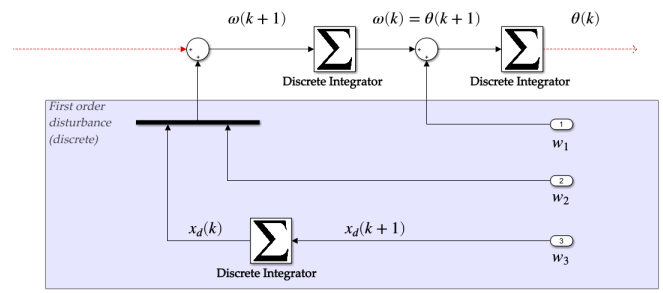 ω(k+1)
ω(k) = θ(k+1)
θ(k)
+
+
∑
+
+
∑
Discrete Integrator
Discrete Integrator
First order
disturbance
(discrete)
1
w₁
2
w₂
x_d(k)
∑
x_d(k+1)
3
w₃
Discrete Integrator